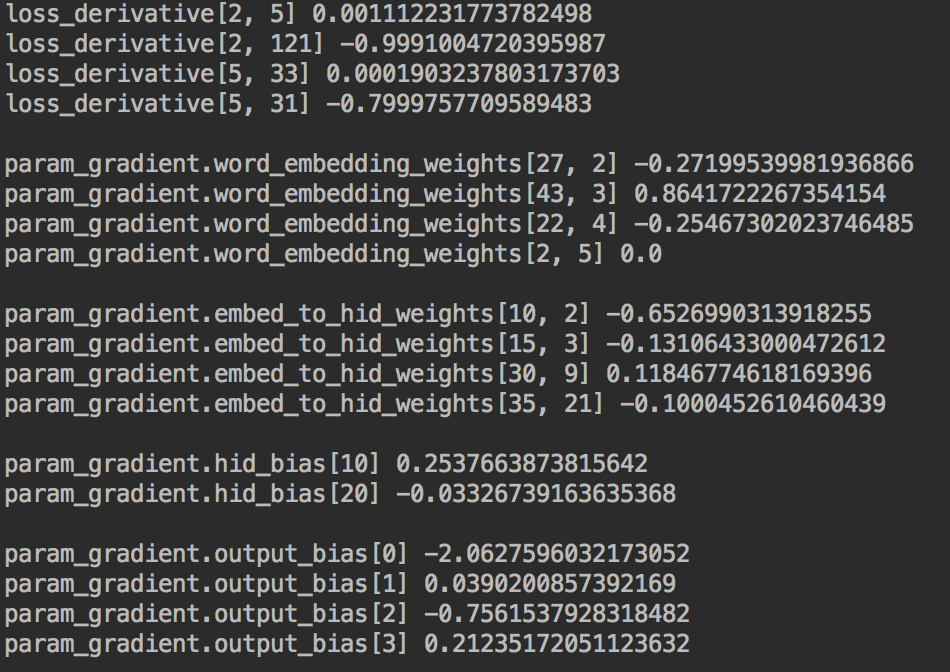 loss_derivative[2, 5] 0.001112231773782498
loss_derivative[2, 121] -0.9991004720395987
loss_derivative[5, 33] 0.0001903237803173703
loss_derivative[5, 31] -0.7999757709589483
param_gradient.word_embedding_weights[27, 2] -0.27199539981936866
param_gradient.word_embedding_weights[43, 3] 0.8641722267354154
param_gradient.word_embedding_weights[22, 4] -0.25467302023746485
param_gradient.word_embedding_weights[2, 5] 0.0
param_gradient.embed_to_hid_weights[10, 2] -0.6526990313918255
param_gradient.embed_to_hid_weights[15, 3] -0.13106433000472612
param_gradient.embed_to_hid_weights[30, 9] 0.11846774618169396
param_gradient.embed_to_hid_weights[35, 21] -0.1000452610460439
param_gradient.hid_bias[10] 0.2537663873815642
param_gradient.hid_bias[20] -0.03326739163635368
param_gradient.output_bias[0] -2.0627596032173052
param_gradient.output_bias[1] 0.0390200857392169
param_gradient.output_bias[2] -0.7561537928318482
param_gradient.output_bias[3] 0.21235172051123632